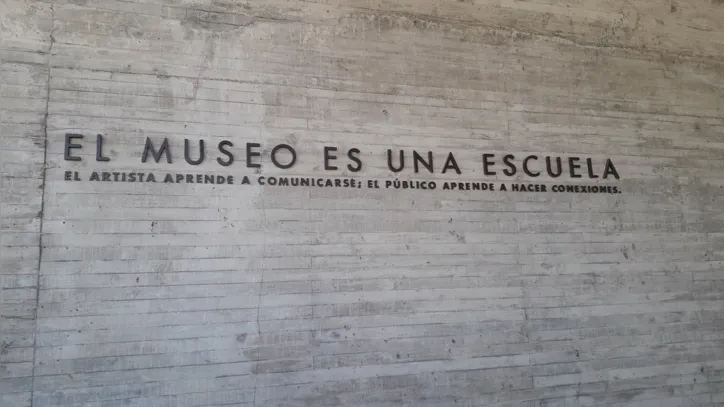 EL MUSEO ES UNA ESCUELA
EL ARTISTA APRENDE A COMUNICARSE; EL PÚBLICO APRENDE A HACER CONEXIONES.